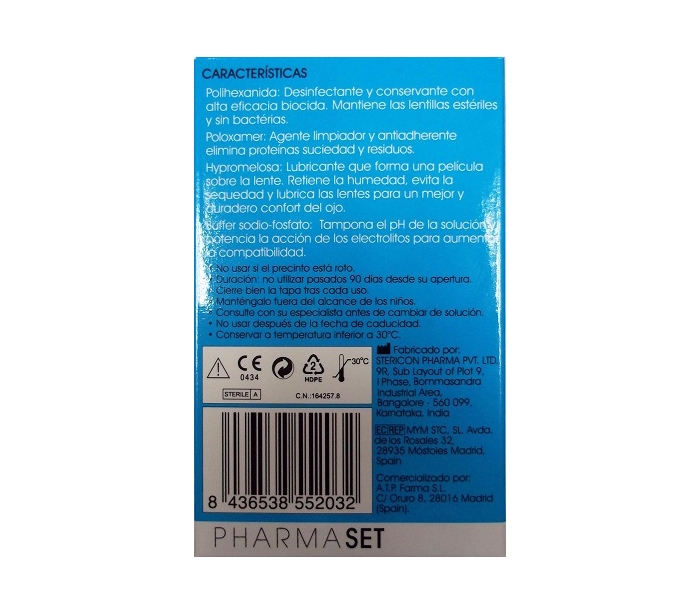 CARACTERÍSTICAS
Polihexanida: Desinfectante y conservante con
alta eficacia biocida. Mantiene las lentillas estériles
y sin bactérias.
Poloxamer: Agente limpiador y antiadherente
elimina proteínas suciedad y residuos.
Hypromelosa: Lubricante que forma una película
sobre la lente. Retiene la humedad, evita la
sequedad y lubrica las lentes para un mejor y
duradero confort del ojo.
Buffer sodio-fosfato: Tampona el pH de la solución y
potencia la acción de los electrolitos para aumentar
la compatibilidad.
• No usar si el precinto está roto.
• Duración: no utilizar pasados 90 días desde su apertura.
• Cierre bien la tapa tras cada uso.
• Manténgalo fuera del alcance de los niños.
• Consulte con su especialista antes de cambiar de solución.
• No usar después de la fecha de caducidad.
• Conservar a temperatura inferior a 30ºC.
CE
0434
2
HDPE
30ºC
STERILE A
C.N.:164257.8
8 436538 552032
Fabricado por:
STERICON PHARMA PVT. LTD.
9R, Sub Layout of Plot 9,
I Phase, Bommasandra
Industrial Area,
Bangalore - 560 099.
Karnataka, India
EC REP MYM STC, SL. Avda.
de los Rosales 32,
28935 Móstoles Madrid,
Spain
Comercializado por:
A.T.P. Farma S.L.
C/ Oruro 8, 28016 Madrid
(Spain).
PHARMASET